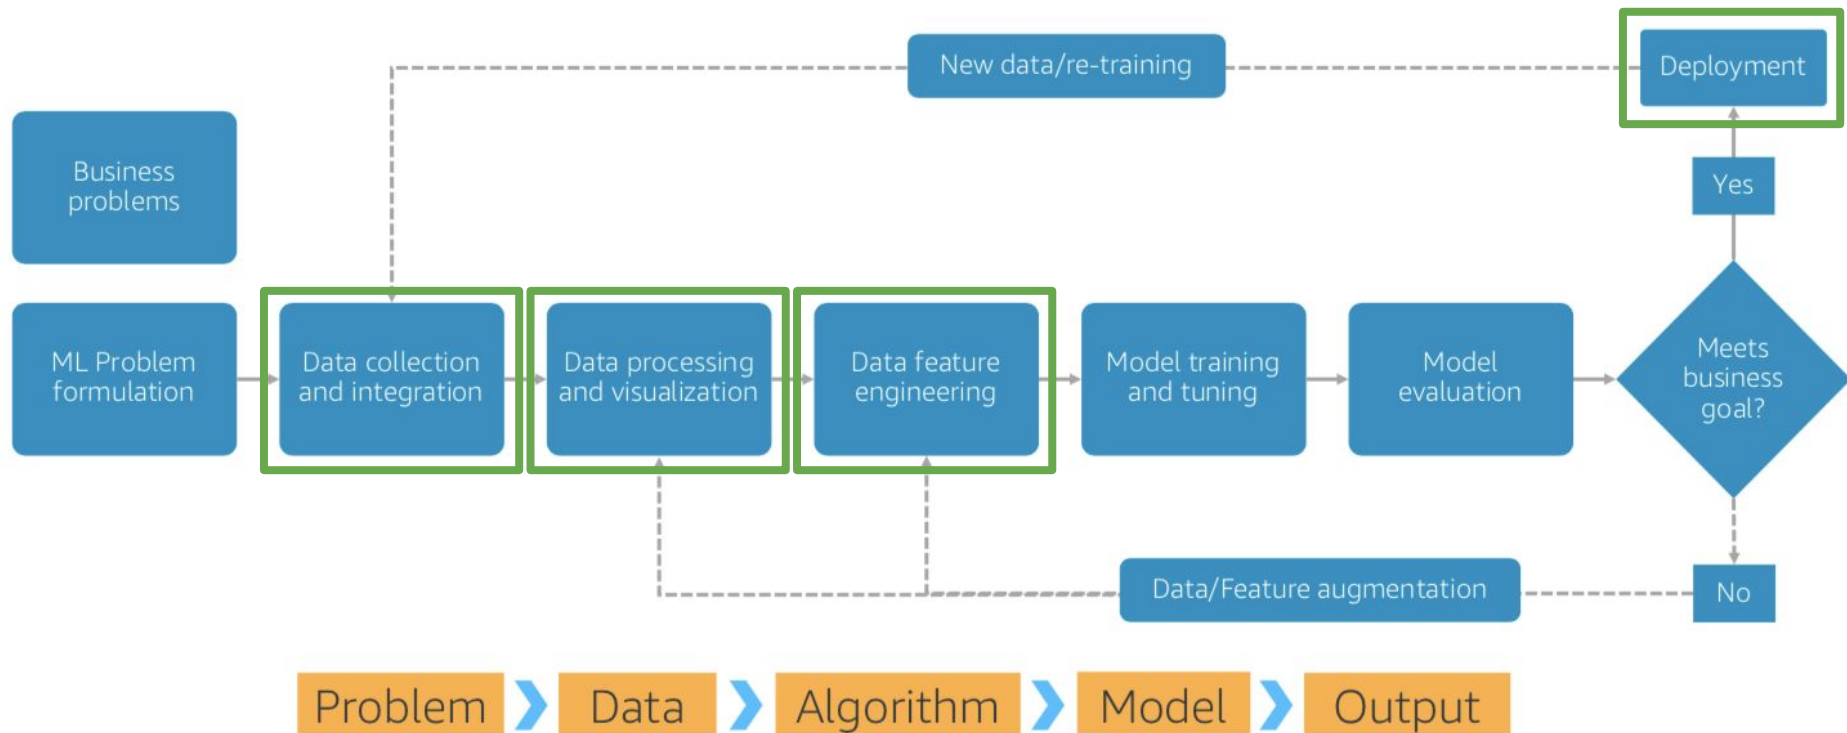 New data/re-training
Deployment
Business
problems
Yes
ML Problem
formulation
Data collection
and integration
Data processing
and visualization
Data feature
engineering
Model training
and tuning
Model
evaluation
Meets
business
goal?
Data/Feature augmentation
No
Problem
Data
Algorithm
Model
Output